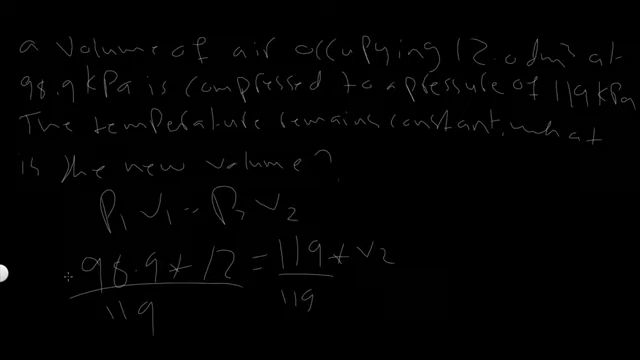 a volume of air occupying 12.0 dm³ at
98.9 kPa is compressed to a pressure of 119 kPa
The temperature remains constant. what
is the new volume?
P₁ V₁ = P₂ V₂
98.9 * 12 = 119 * V₂
119 119